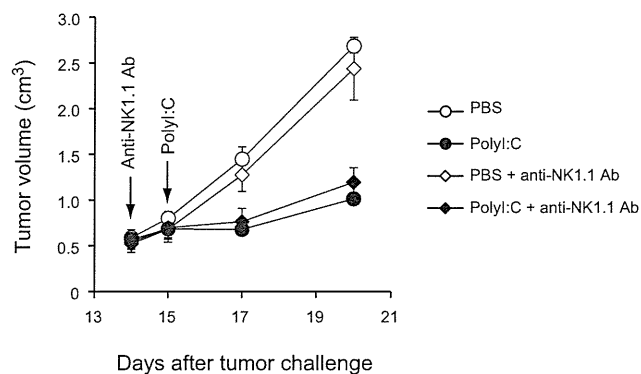 Tumor volume (cm3)
3.0
2.5
2.0
1.5
1.0
0.5
0
Anti-NK1.1 Ab
PolyI:C
13
15
17
19
21
Days after tumor challenge
PBS
PolyI:C
PBS + anti-NK1.1 Ab
PolyI:C + anti-NK1.1 Ab